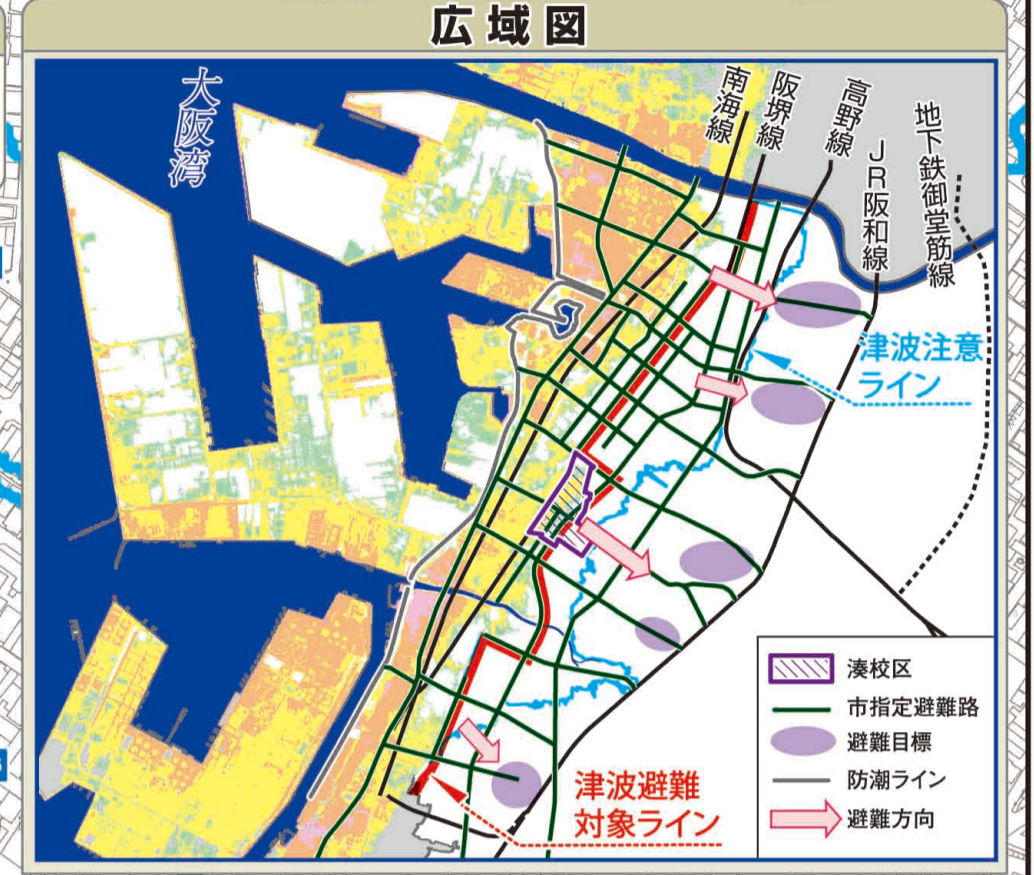 広域図
大阪湾
南海線
阪堺線
高野線
JR阪和線
地下鉄御堂筋線
津波注意
ライン
津波避難
対象ライン
湊校区
市指定避難路
避難目標
防潮ライン
避難方向